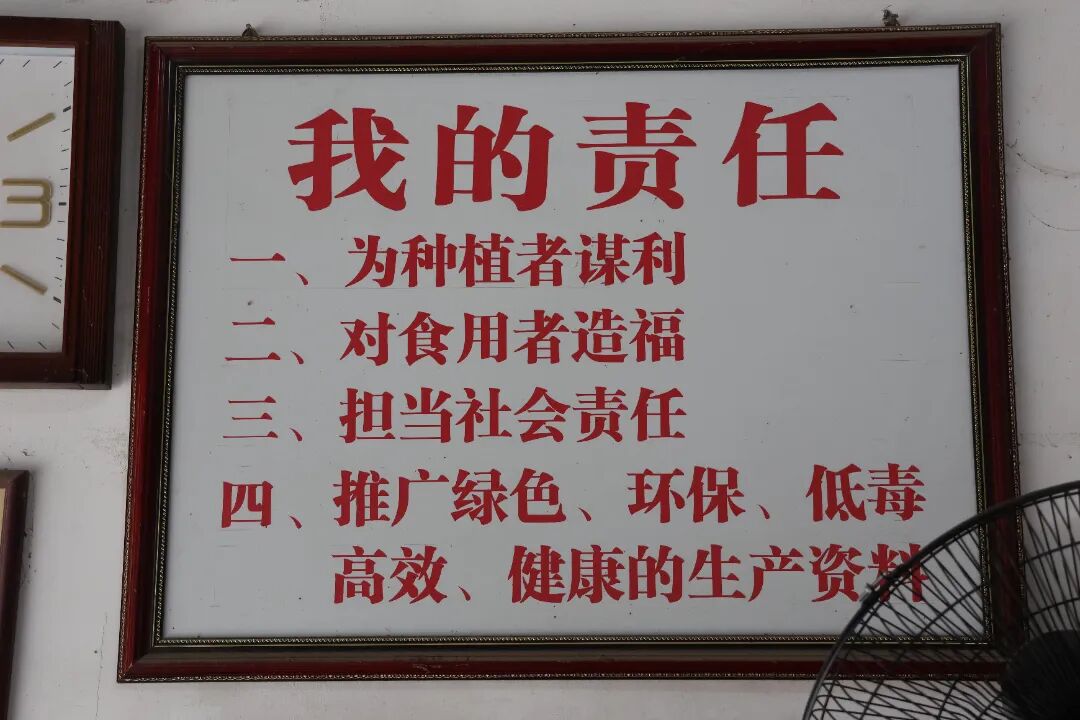 我的责任
一、为种植者谋利
二、对食用者造福
三、担当社会责任
四、推广绿色、环保、低毒
高效、健康的生产资料
3